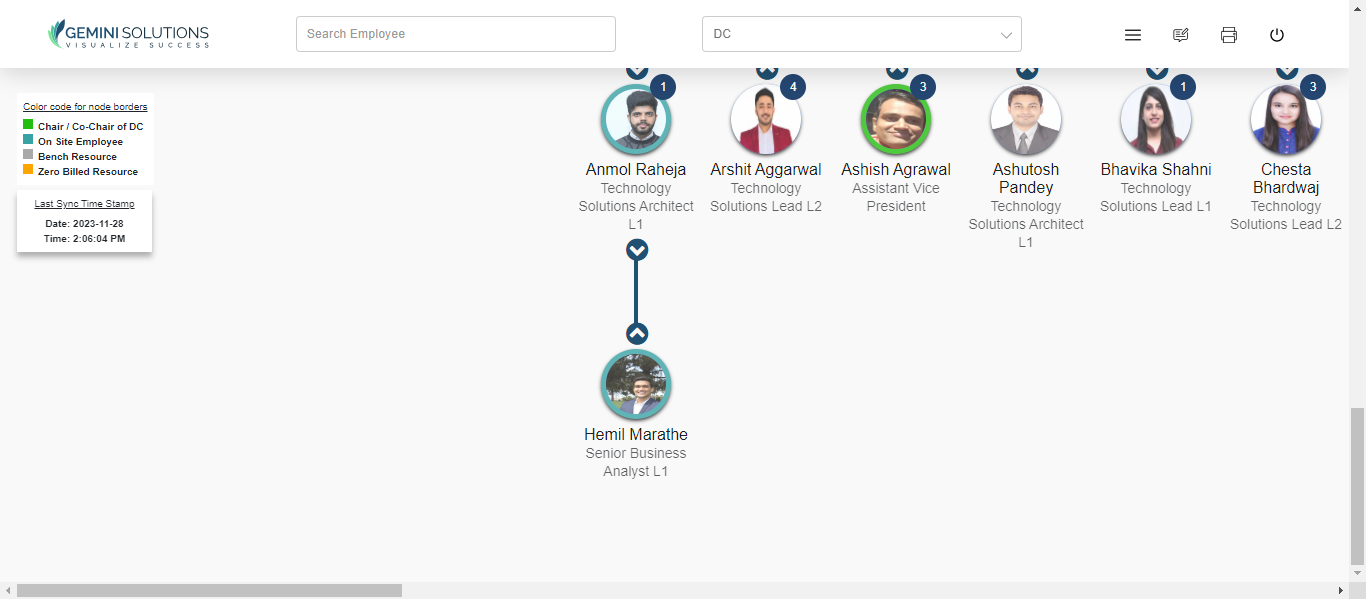 GEMINI SOLUTIONS
VISUALIZE SUCCESS
Search Employee
DC
Color code for node borders
Chair / Co-Chair of DC
On Site Employee
Bench Resource
Zero Billed Resource
Last Sync Time Stamp
Date: 2023-11-28
Time: 2:06:04 PM
1
Anmol Raheja
Technology
Solutions Architect
L1
4
Arshit Aggarwal
Technology
Solutions Lead L2
3
Ashish Agrawal
Assistant Vice
President
Ashutosh
Pandey
Technology
Solutions Architect
L1
1
Bhavika Shahni
Technology
Solutions Lead L1
3
Chesta
Bhardwaj
Technology
Solutions Lead L2
Hemil Marathe
Senior Business
Analyst L1